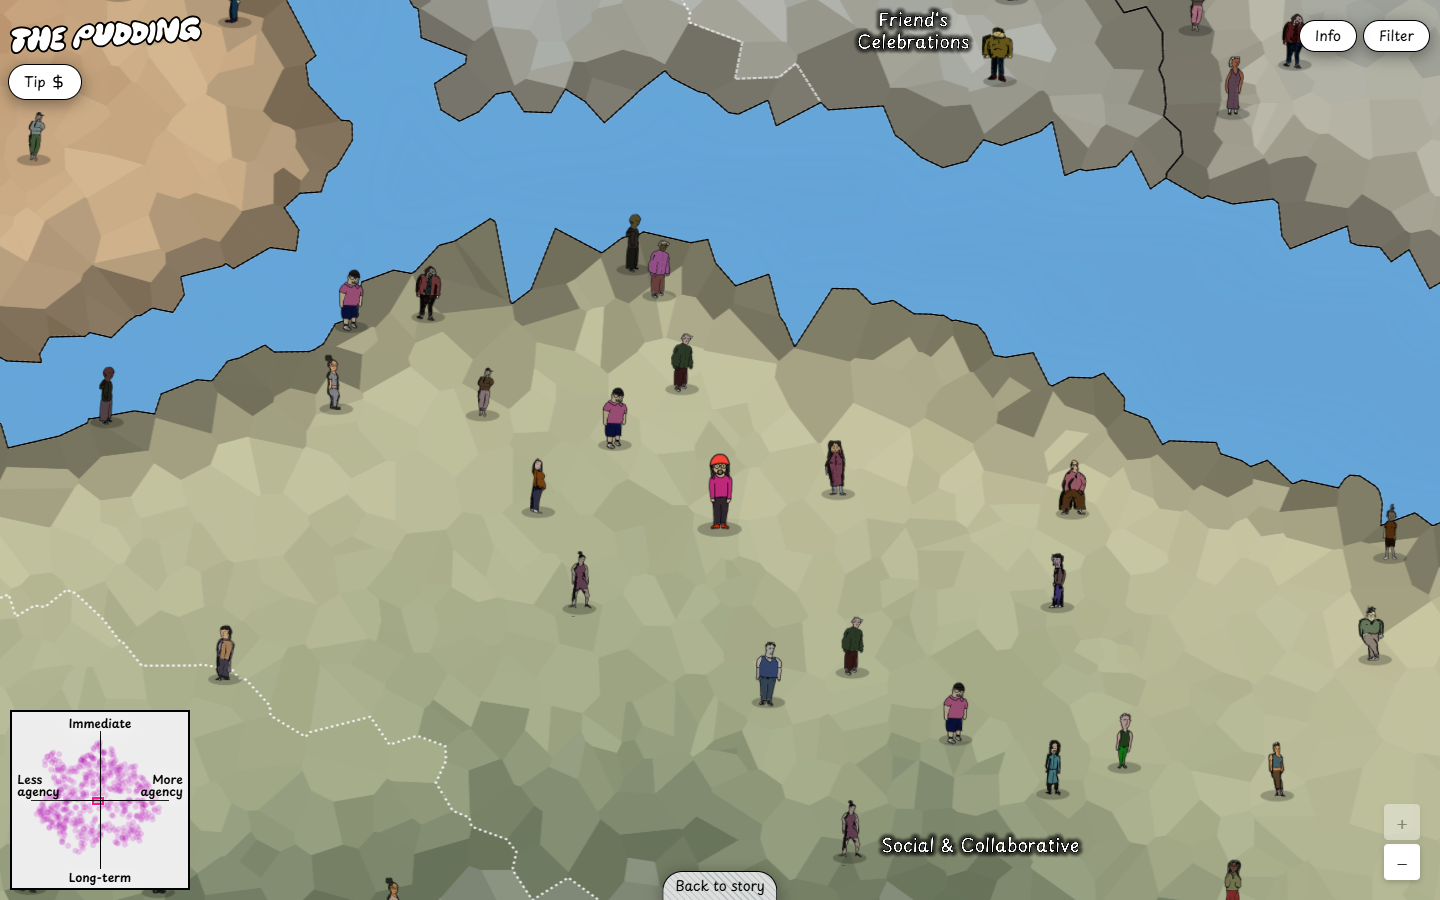 THE PUDDING
Tip $
Friend's
Celebrations
Info
Filter
Immediate
Less
agency
More
agency
Long-term
Social & Collaborative
Back to story
+
−